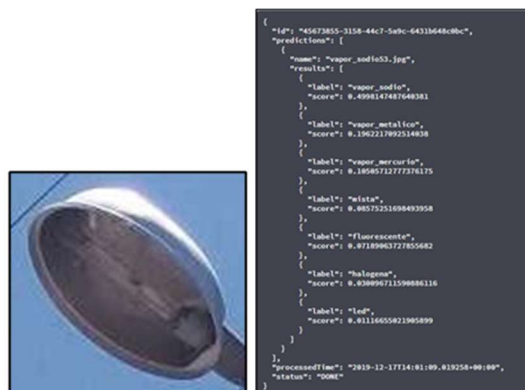 {
"id": "45673855-3158-44c7-5a9c-6431b648c0bc",
"predictions": [
{
"name": "vapor_sodio53.jpg",
"results": [
{
"label": "vapor_sodio",
"score": 0.4998147487640381
},
{
"label": "vapor_metalico",
"score": 0.1962217092514038
},
{
"label": "vapor_mercurio",
"score": 0.10505712777376175
},
{
"label": "mista",
"score": 0.08575251698493958
},
{
"label": "fluorescente",
"score": 0.07189063727855682
},
{
"label": "halogena",
"score": 0.030096711590886116
},
{
"label": "led",
"score": 0.01116655021905899
}
]
}
],
"processedTime": "2019-12-17T14:01:09.019258+00:00",
"status": "DONE"
}